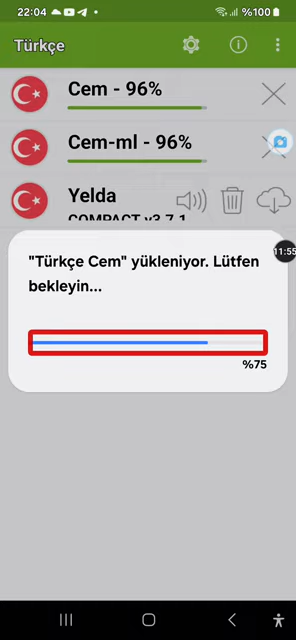 22:04
%100
Türkçe
Cem - 96%
Cem-ml - 96%
Yelda
COMPACT v3.7.1
11:55
"Türkçe Cem" yükleniyor. Lütfen
bekleyin...
%75